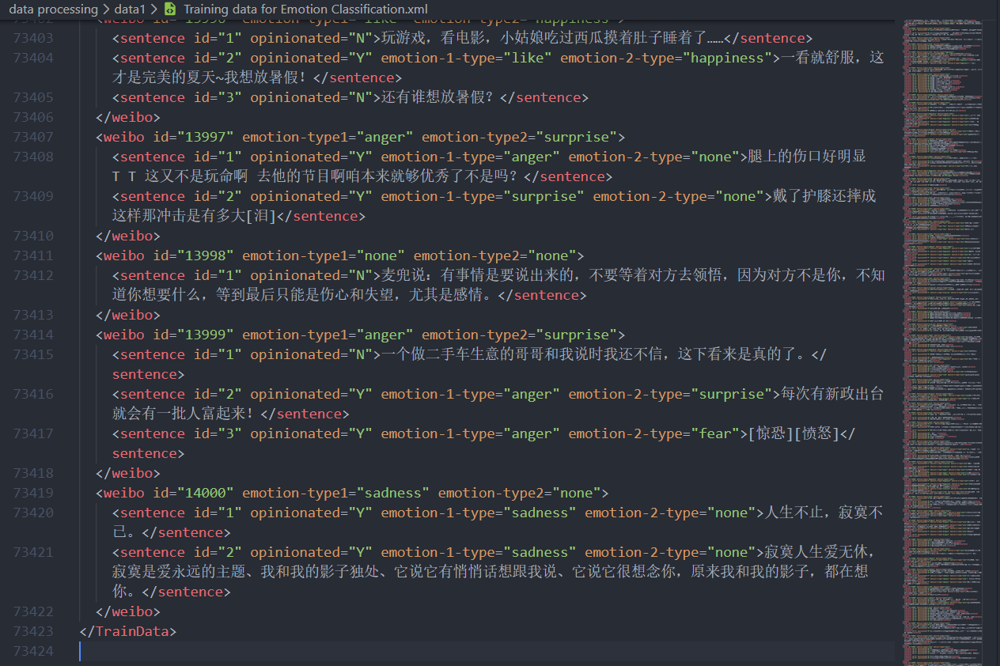 data processing > data1 > Training data for Emotion Classification.xml
73403 <sentence id="1" opinionated="N">玩游戏，看电影，小姑娘吃过西瓜摸着肚子睡着了……</sentence>
73404 <sentence id="2" opinionated="Y" emotion-1-type="like" emotion-2-type="happiness">一看就舒服，这
才是完美的夏天~我想放暑假！</sentence>
73405 <sentence id="3" opinionated="N">还有谁想放暑假？</sentence>
73406 </weibo>
73407 <weibo id="13997" emotion-type1="anger" emotion-type2="surprise">
73408 <sentence id="1" opinionated="Y" emotion-1-type="anger" emotion-2-type="none">腿上的伤口好明显
T T 这又不是玩命啊 去他的节目啊咱本来就够优秀了不是吗？</sentence>
73409 <sentence id="2" opinionated="Y" emotion-1-type="surprise" emotion-2-type="none">戴了护膝还摔成
这样那冲击是有多大[泪]</sentence>
73410 </weibo>
73411 <weibo id="13998" emotion-type1="none" emotion-type2="none">
73412 <sentence id="1" opinionated="N">麦兜说：有事情是要说出来的，不要等着对方去领悟，因为对方不是你，不知
道你想要什么，等到最后只能是伤心和失望，尤其是感情。</sentence>
73413 </weibo>
73414 <weibo id="13999" emotion-type1="anger" emotion-type2="surprise">
73415 <sentence id="1" opinionated="N">一个做二手车生意的哥哥和我说时我还不信，这下看来是真的了。</
sentence>
73416 <sentence id="2" opinionated="Y" emotion-1-type="anger" emotion-2-type="surprise">每次有新政出台
就会有一批人富起来！</sentence>
73417 <sentence id="3" opinionated="Y" emotion-1-type="anger" emotion-2-type="fear">[惊恐][愤怒]</
sentence>
73418 </weibo>
73419 <weibo id="14000" emotion-type1="sadness" emotion-type2="none">
73420 <sentence id="1" opinionated="Y" emotion-1-type="sadness" emotion-2-type="none">人生不止，寂寞不
已。</sentence>
73421 <sentence id="2" opinionated="Y" emotion-1-type="sadness" emotion-2-type="none">寂寞人生爱无休，
寂寞是爱永远的主题、我和我的影子独处、它说它有悄悄话想跟我说、它说它很想念你，原来我和我的影子，都在想
你。</sentence>
73422 </weibo>
73423 </TrainData>
73424